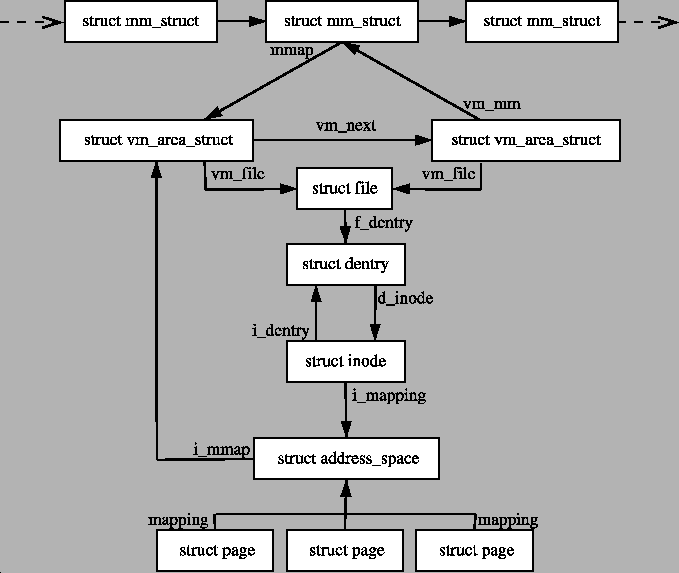 struct mm_struct struct mm_struct struct mm_struct
mmap
vm_mm
struct vm_area_struct vm_next struct vm_area_struct
vm_file vm_file
struct file
f_dentry
struct dentry
d_inode
i_dentry
struct inode
i_mapping
i_mmap
struct address_space
mapping mapping
struct page struct page struct page